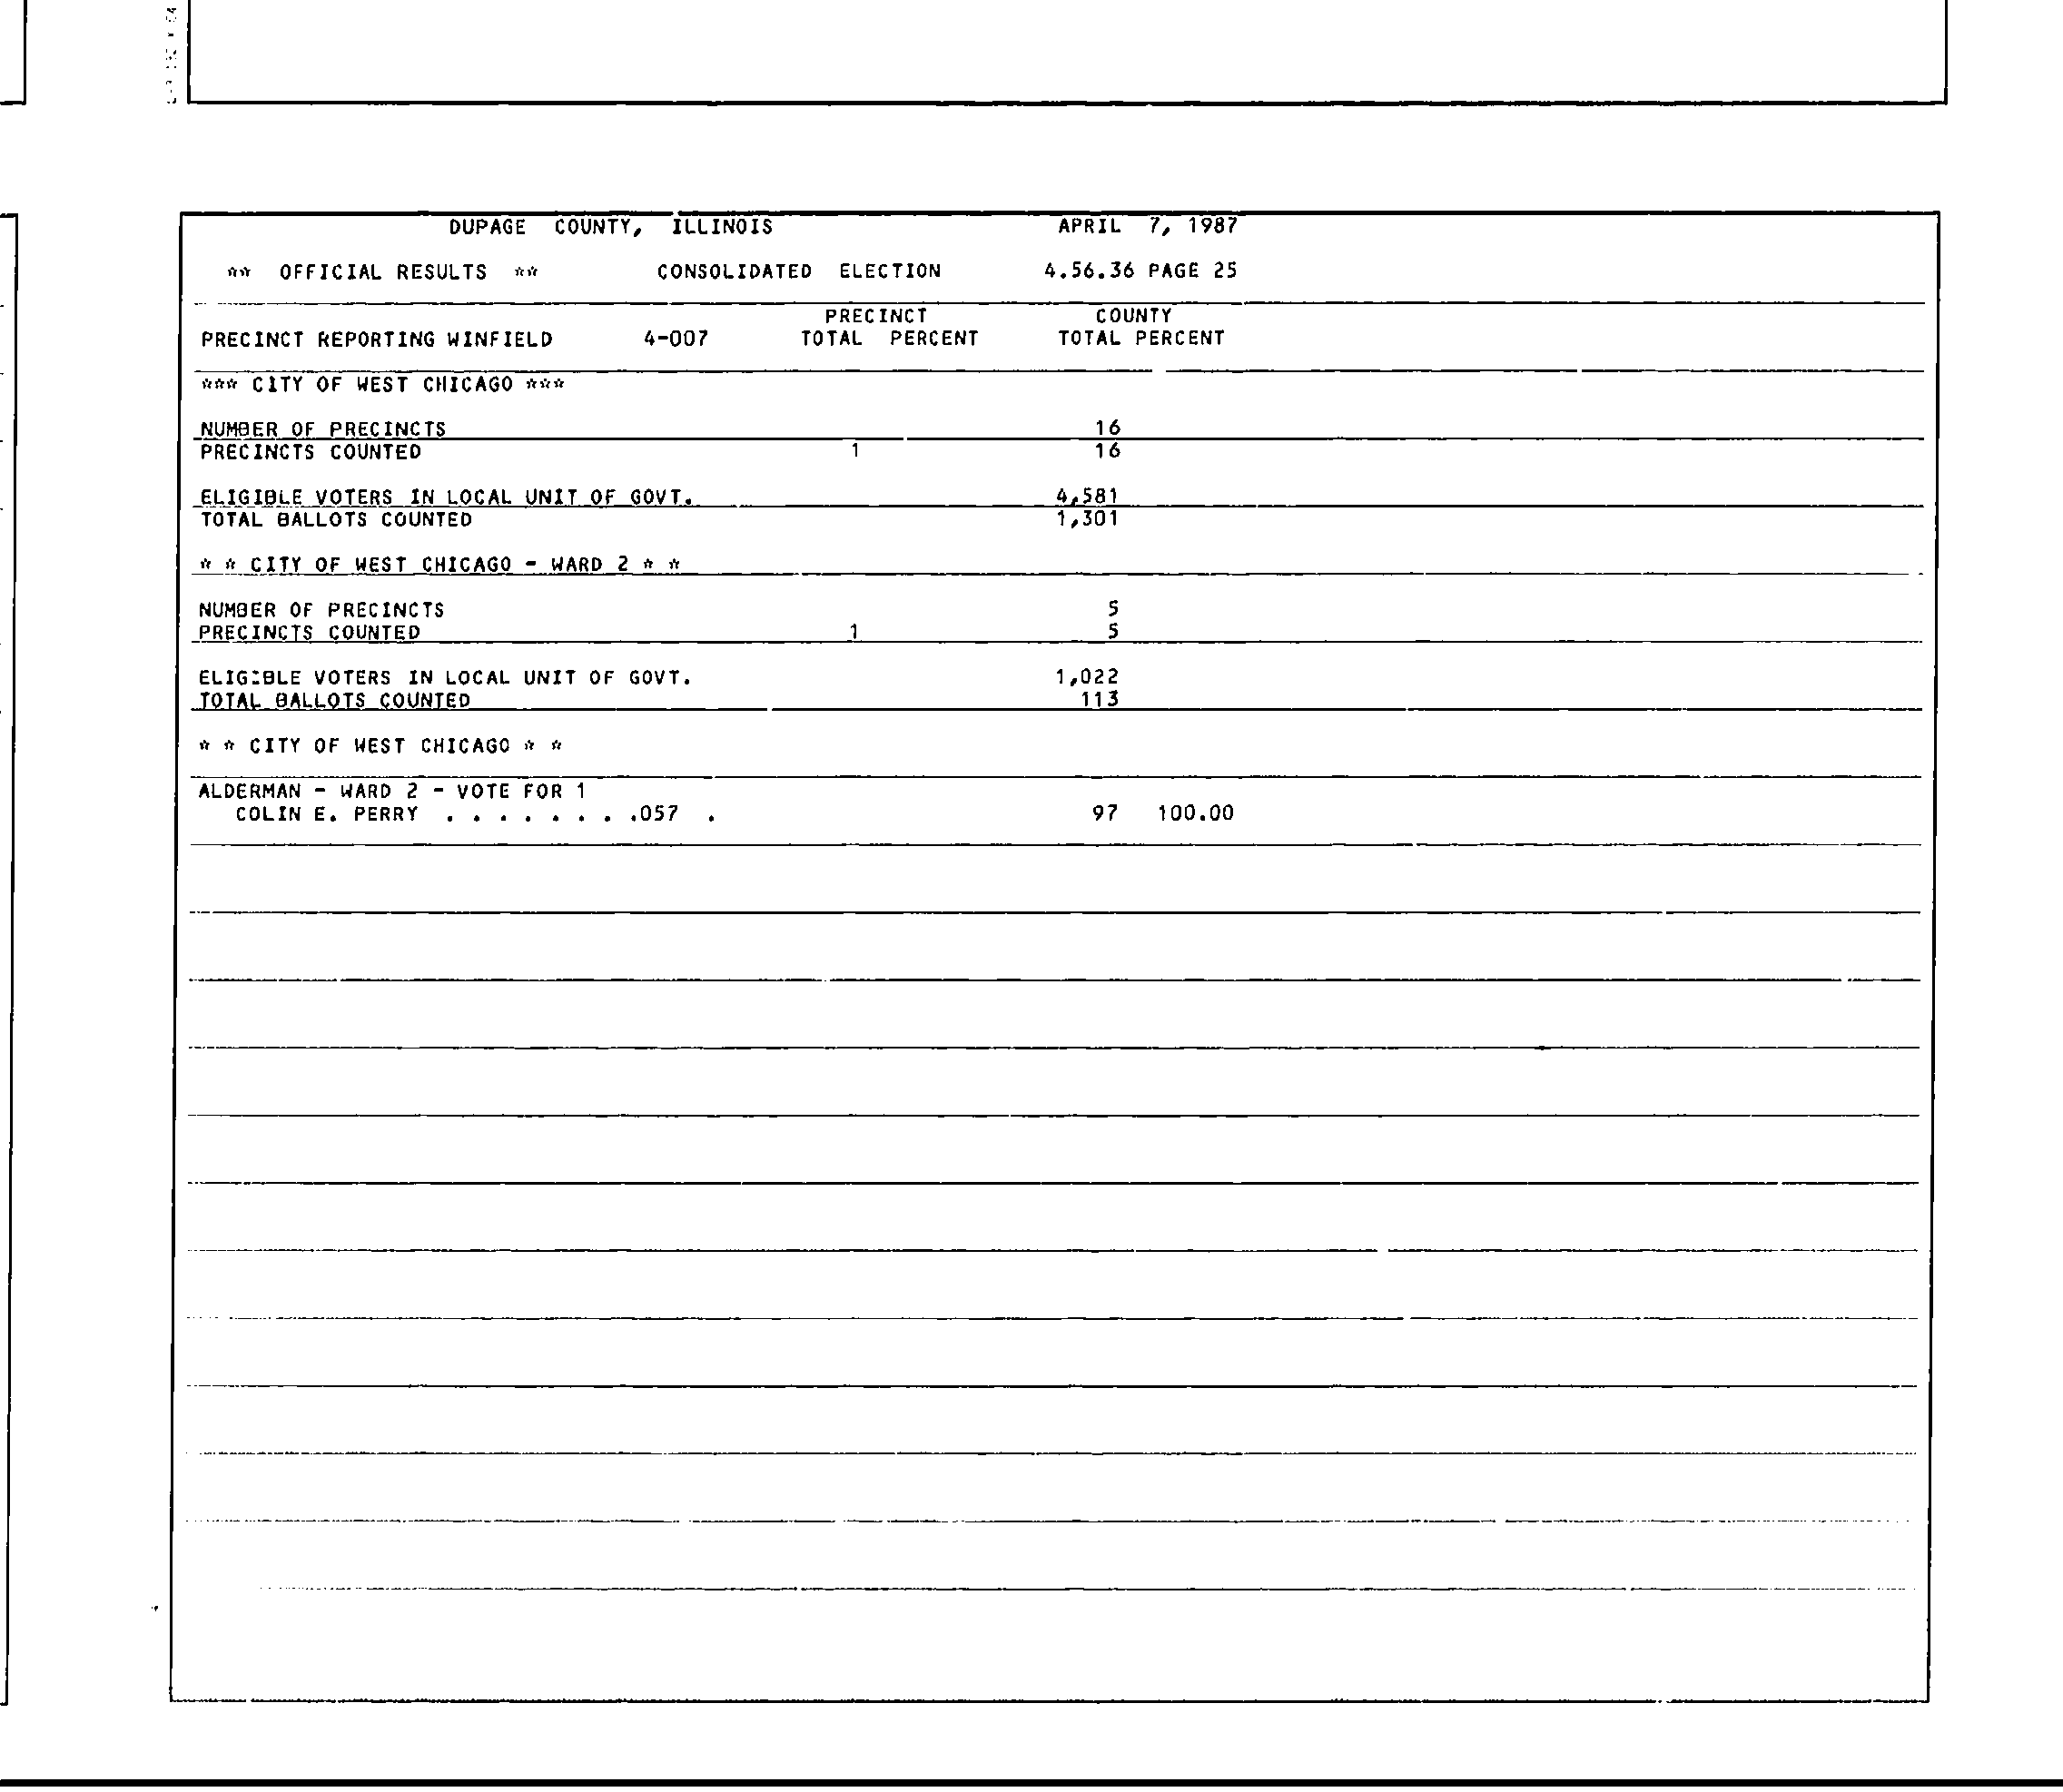 DUPAGE COUNTY, ILLINOIS APRIL 7, 1987
** OFFICIAL RESULTS ** CONSOLIDATED ELECTION 4.56.36 PAGE 25
PRECINCT COUNTY
PRECINCT REPORTING WINFIELD 4-007 TOTAL PERCENT TOTAL PERCENT
*** CITY OF WEST CHICAGO ***
NUMBER OF PRECINCTS 16
PRECINCTS COUNTED 1 16
ELIGIBLE VOTERS IN LOCAL UNIT OF GOVT. 4,581
TOTAL BALLOTS COUNTED 1,301
* * CITY OF WEST CHICAGO - WARD 2 * *
NUMBER OF PRECINCTS 5
PRECINCTS COUNTED 1 5
ELIGIBLE VOTERS IN LOCAL UNIT OF GOVT. 1,022
TOTAL BALLOTS COUNTED 113
* * CITY OF WEST CHICAGO * *
ALDERMAN - WARD 2 - VOTE FOR 1
COLIN E. PERRY . . . . . . . .057 . 97 100.00